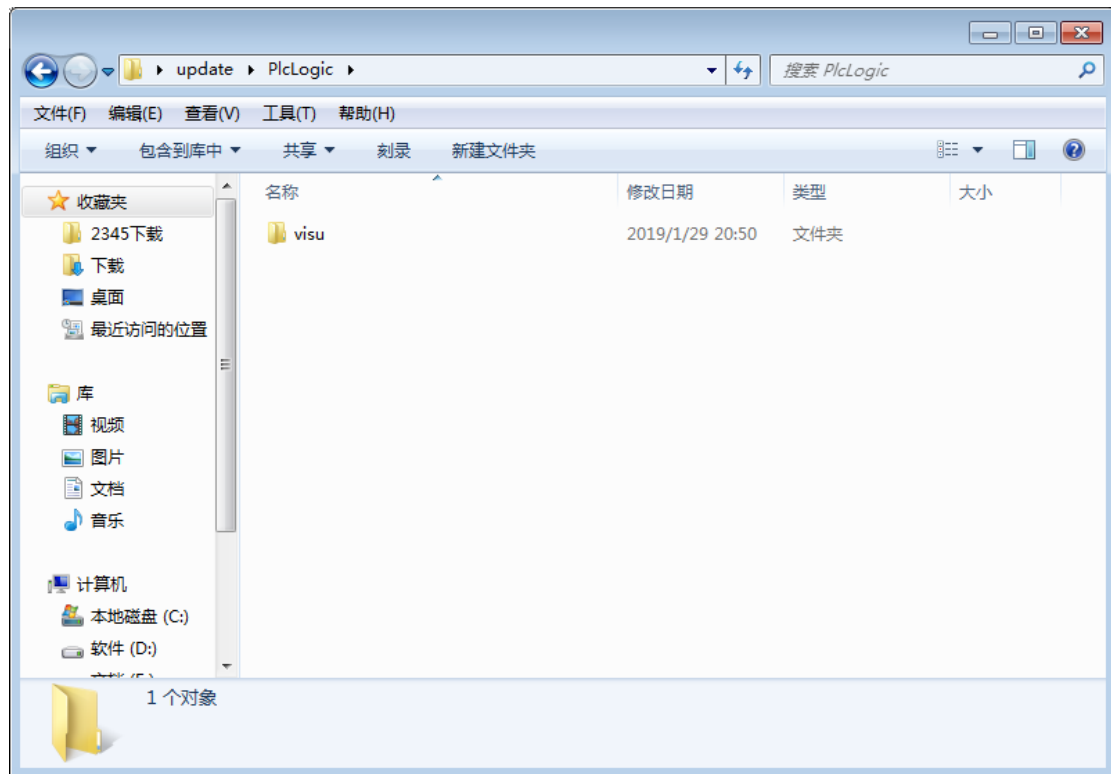 update PlcLogic
搜索 PlcLogic
文件(F) 编辑(E) 查看(V) 工具(T) 帮助(H)
组织 包含到库中 共享 刻录 新建文件夹
名称 修改日期 类型 大小
visu 2019/1/29 20:50 文件夹
收藏夹
2345下载
下载
桌面
最近访问的位置
库
视频
图片
文档
音乐
计算机
本地磁盘 (C:)
软件 (D:)
1 个对象